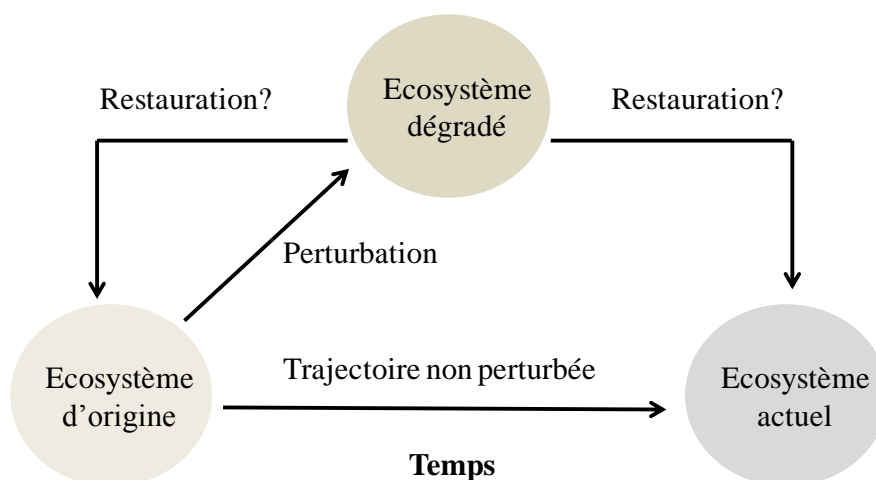 Restauration?
Ecosystème
dégradé
Restauration?
Perturbation
Ecosystème
d’origine
Trajectoire non perturbée
Ecosystème
actuel
Temps